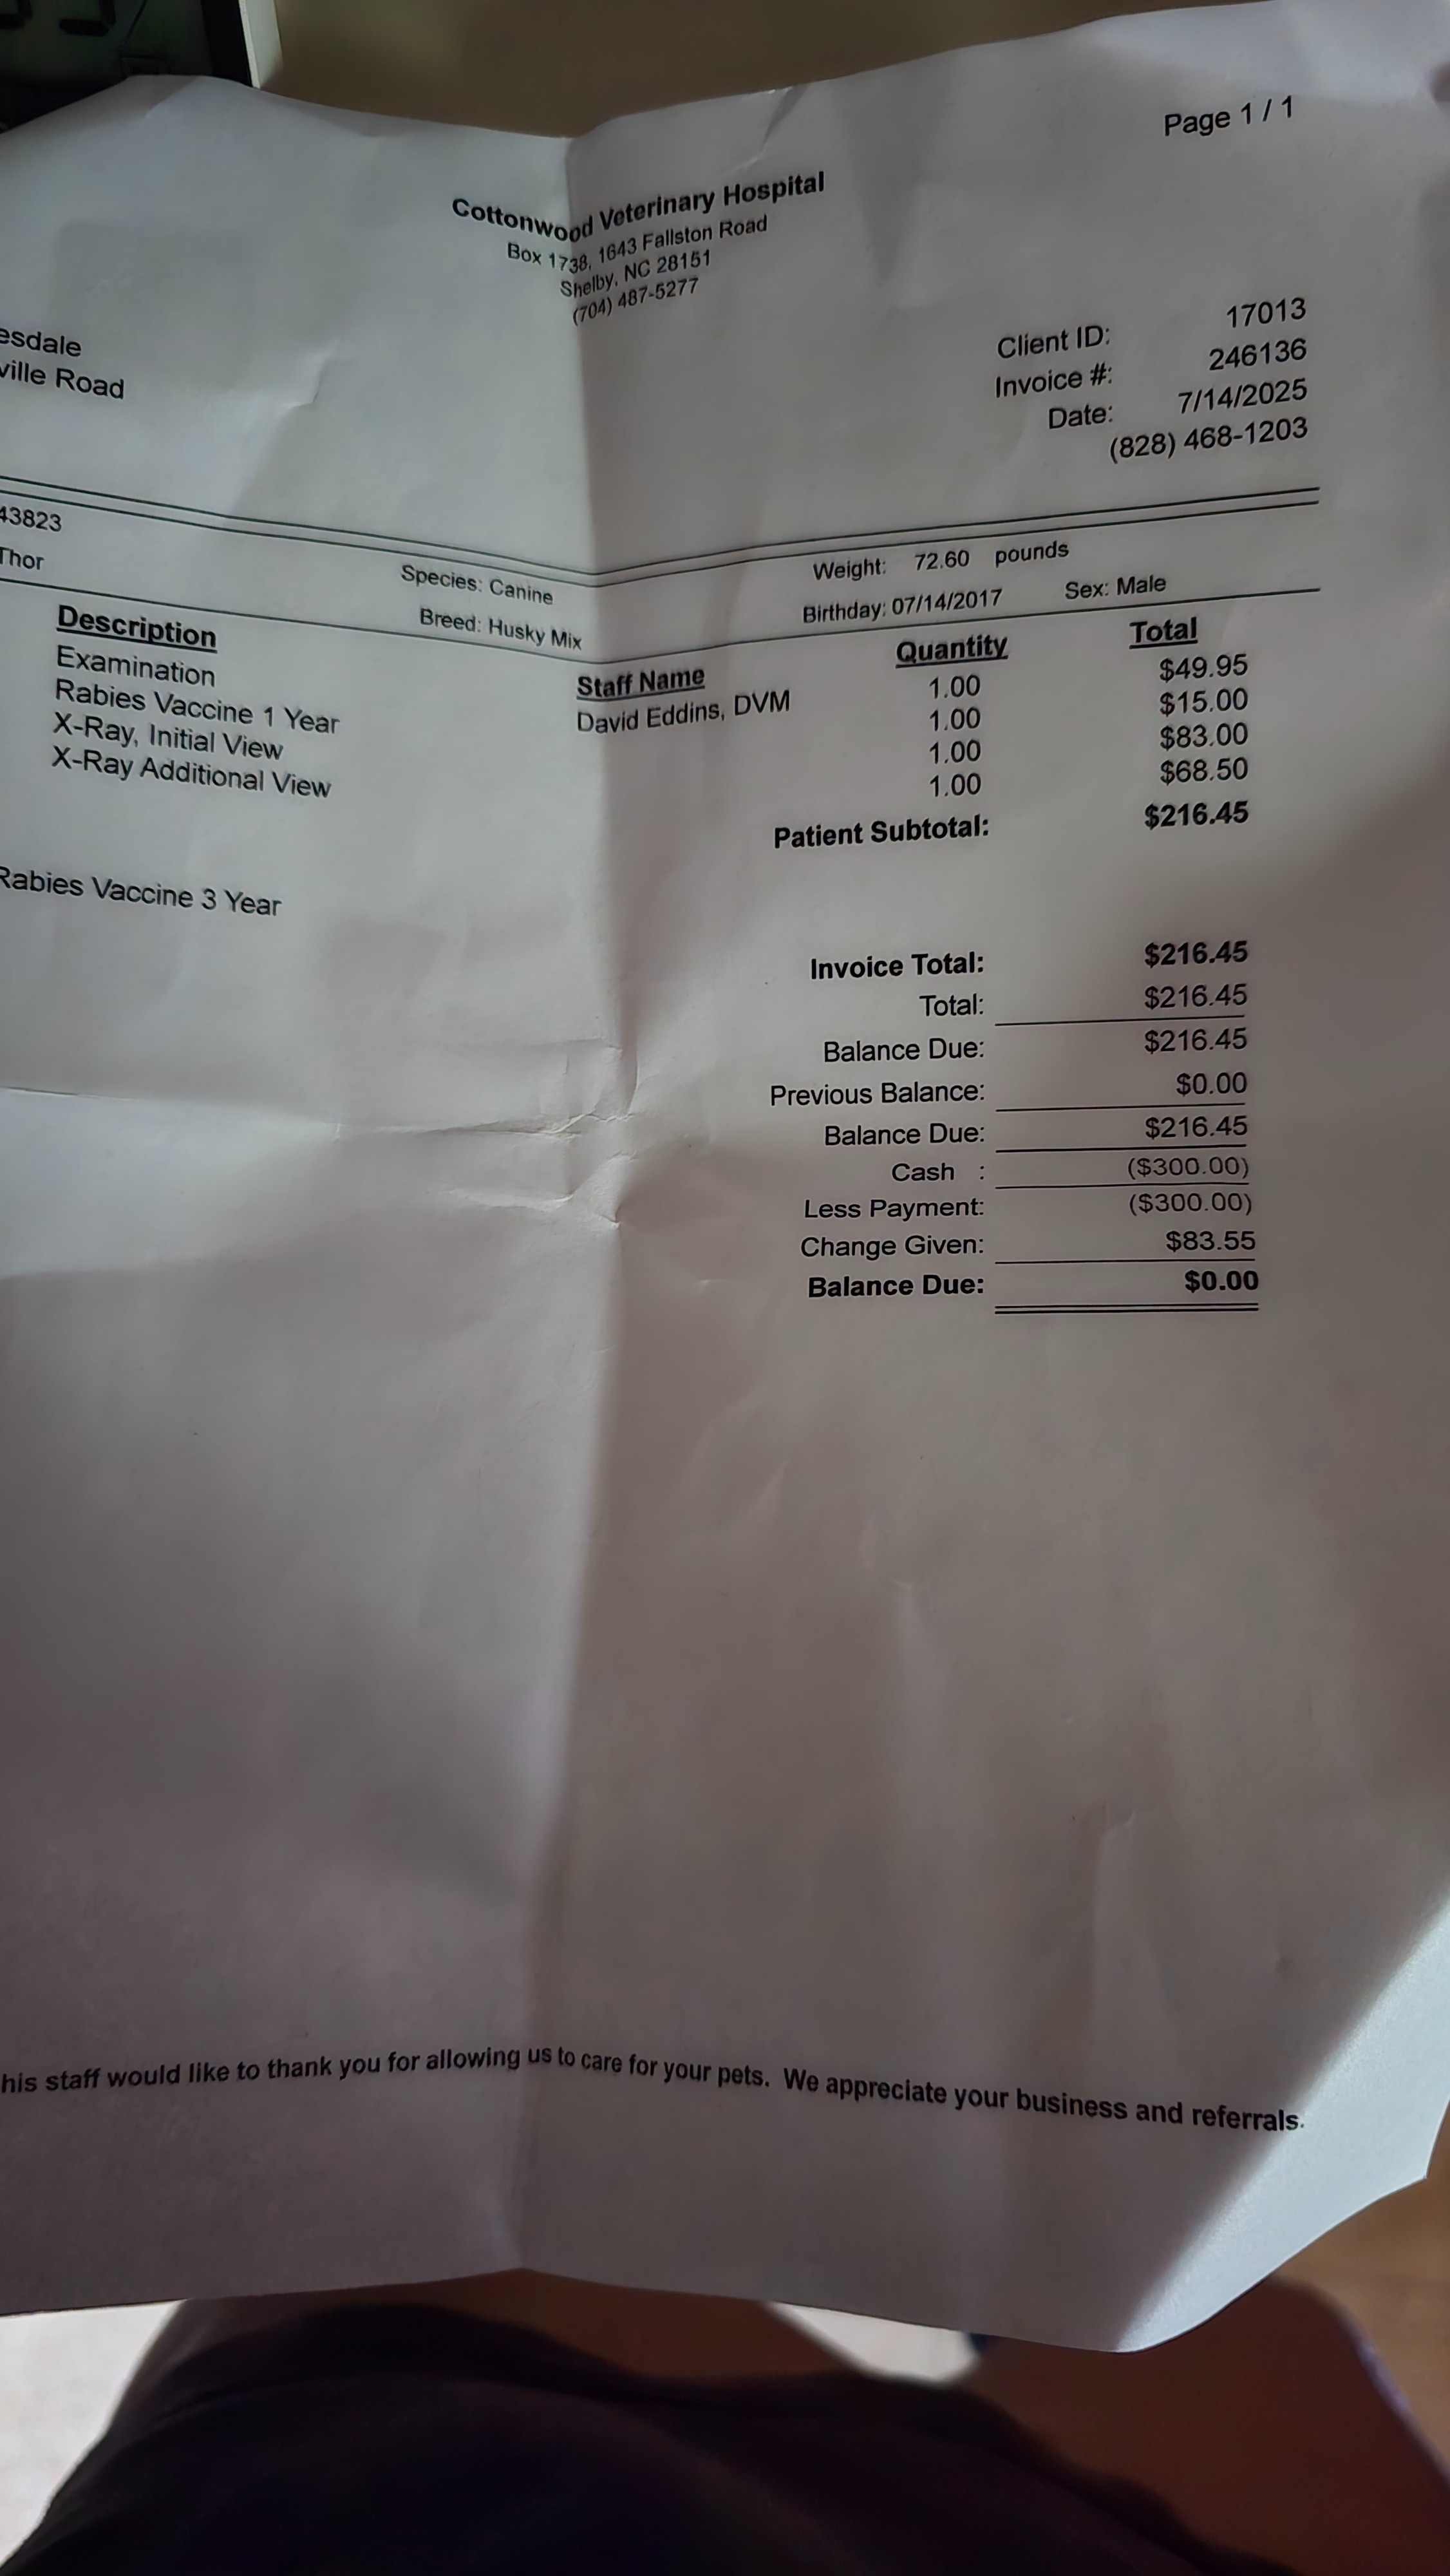 Page 1 / 1
Cottonwood Veterinary Hospital
Box 1738, 1643 Fallston Road
Shelby, NC 28151
(704) 487-5277
esdale
ville Road
Client ID: 17013
Invoice #: 246136
Date: 7/14/2025
(828) 468-1203
43823
Thor
Species: Canine
Breed: Husky Mix
Weight: 72.60 pounds
Birthday: 07/14/2017 Sex: Male
Description Staff Name Quantity Total
Examination David Eddins, DVM 1.00 $49.95
Rabies Vaccine 1 Year 1.00 $15.00
X-Ray, Initial View 1.00 $83.00
X-Ray Additional View 1.00 $68.50
Patient Subtotal: $216.45
Rabies Vaccine 3 Year
Invoice Total: $216.45
Total: $216.45
Balance Due: $216.45
Previous Balance: $0.00
Balance Due: $216.45
Cash : ($300.00)
Less Payment: ($300.00)
Change Given: $83.55
Balance Due: $0.00
his staff would like to thank you for allowing us to care for your pets. We appreciate your business and referrals.